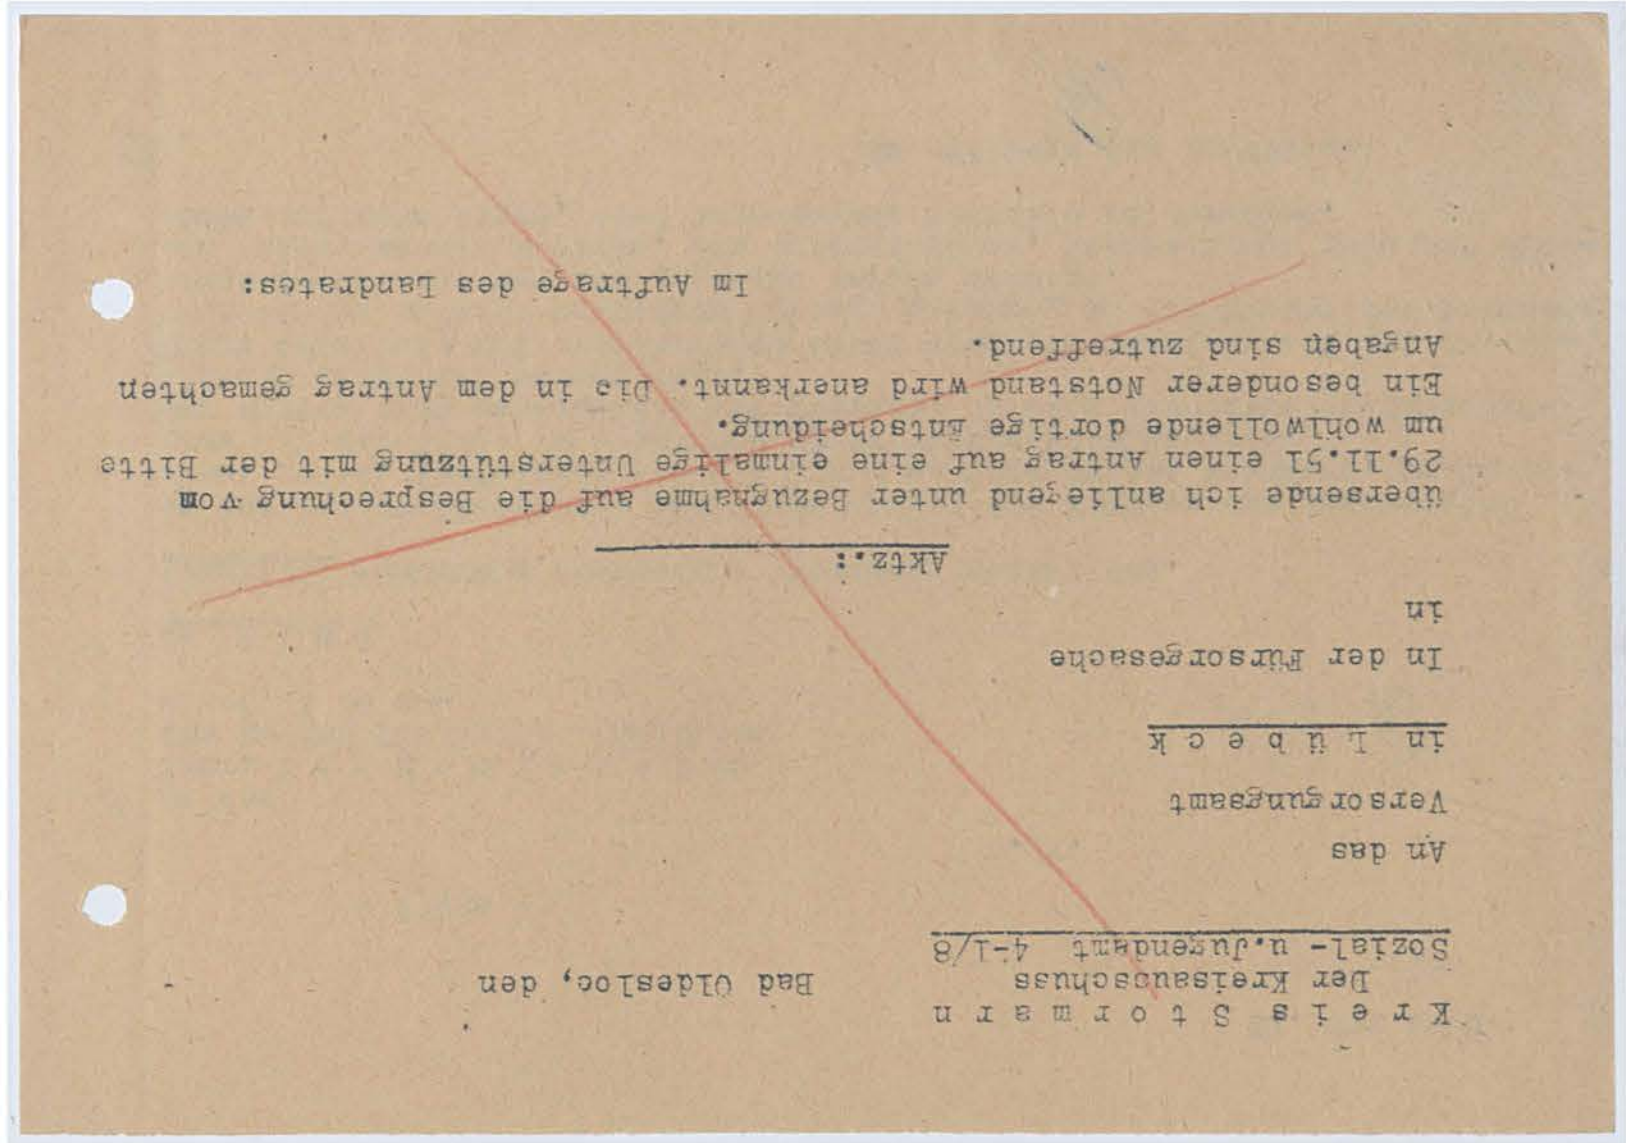 K r e i s  S t o r m a r n
Der Kreisausschuss
Sozial- u.Jugendamt 4-1/8
Bad Oldesloe, den
An das
Versorgungsamt
in L ü b e c k
In der Fürsorgesache
in
Aktz.:
übersende ich anliegend unter Bezugnahme auf die Besprechung vom
29.11.51 einen Antrag auf eine einmalige Unterstützung mit der Bitte
um wohlwollende dortige Entscheidung.
Ein besonderer Notstand wird anerkannt. Die in dem Antrag gemachten
Angaben sind zutreffend.
Im Auftrage des Landrates: